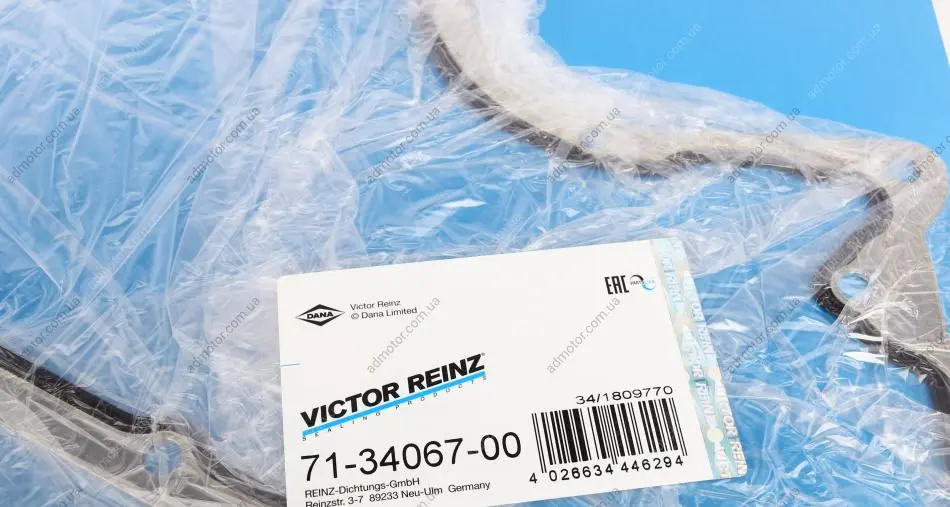 DANA
Victor Reinz
© Dana Limited
EAC
VICTOR REINZ®
SEALING PRODUCTS
34/1809770
71-34067-00
4 026634 446294
REINZ-Dichtungs-GmbH
Reinzstr. 3-7 89233 Neu-Ulm Germany
admotor.com.ua